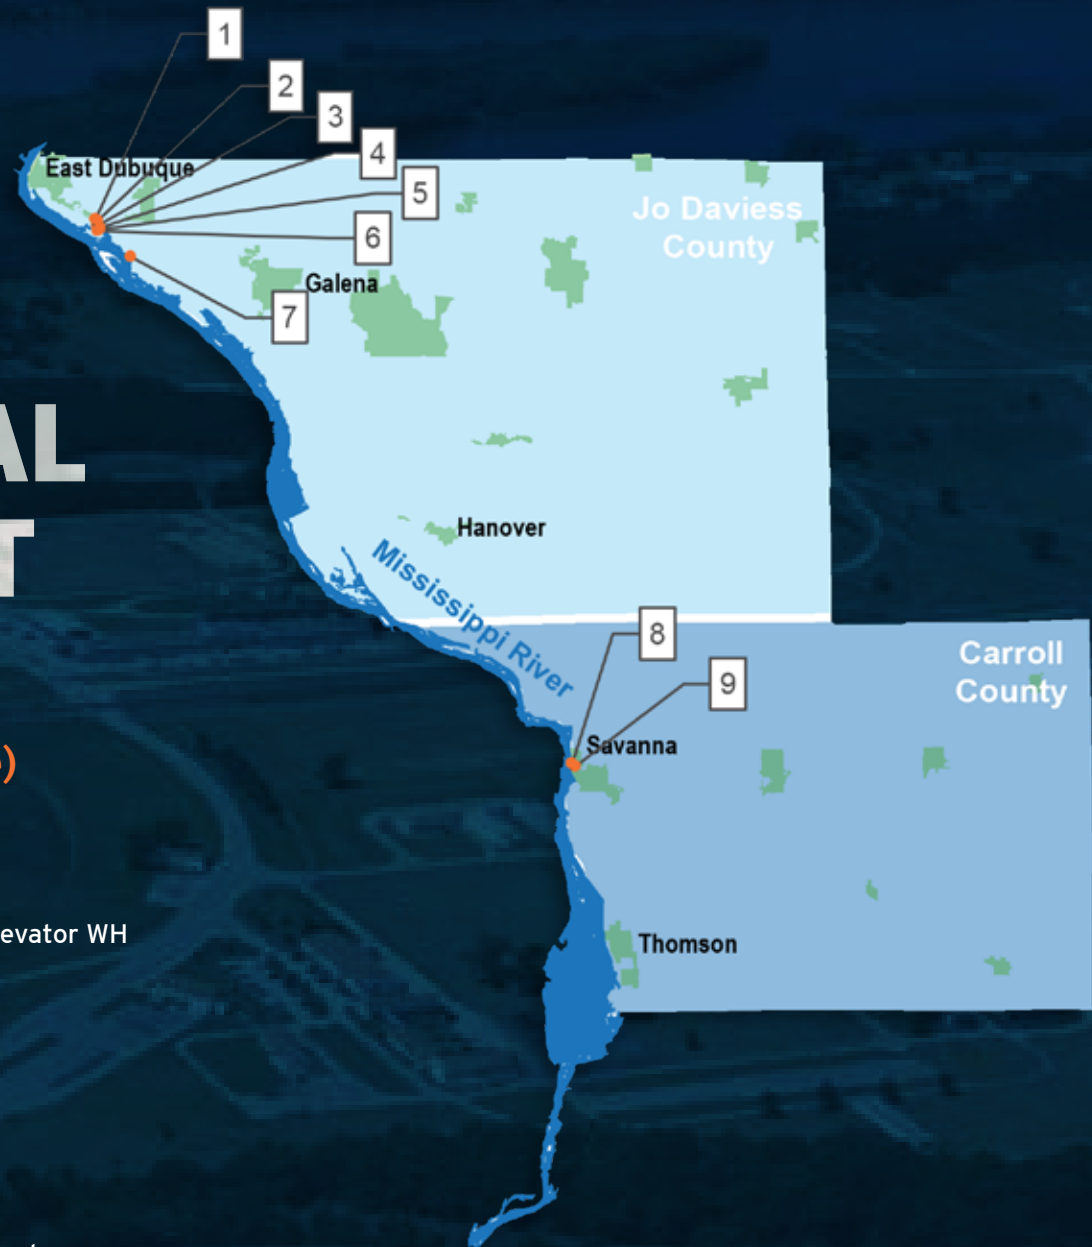 1
2
3
4
East Dubuque
5
Jo Daviess
County
6
Galena
7
AL
T
Hanover
Mississippi River
8
Carroll
County
9
Savanna
)
evator WH
Thomson